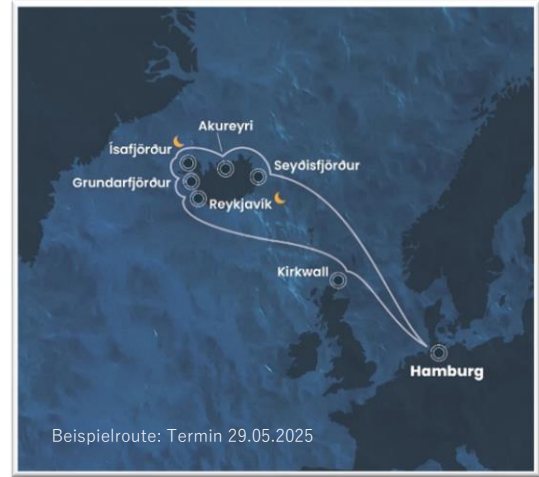 Akureyri
Ísafjörður
Seyðisfjörður
Grundarfjörður
Reykjavík
Kirkwall
Hamburg
Beispielroute: Termin 29.05.2025